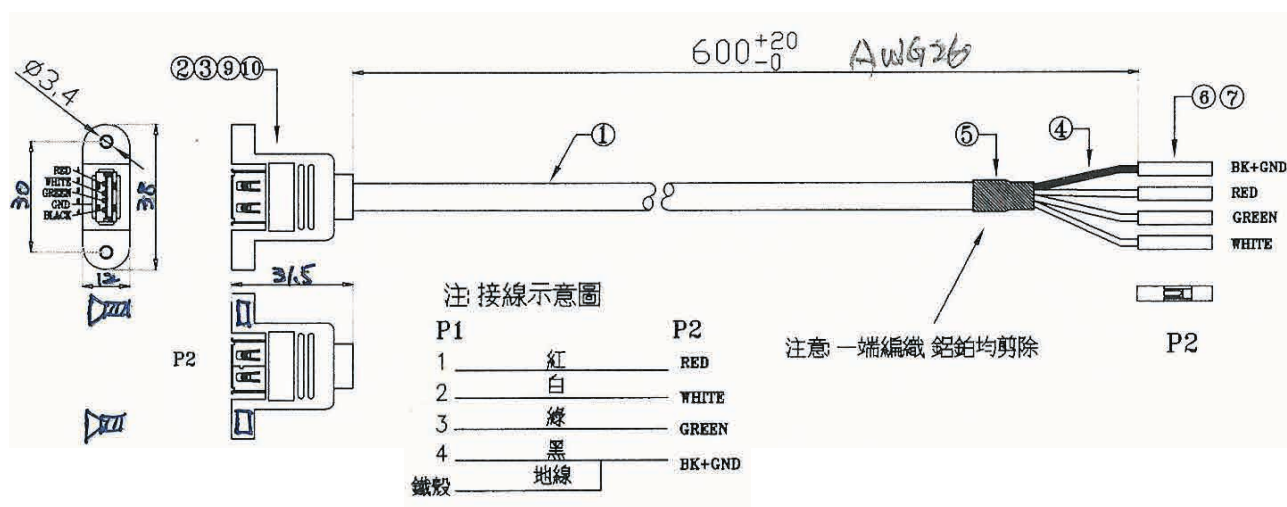 600 +20 -0 AWG26
②③⑨⑩
ø3.4
⑥⑦
①
⑤
④
BK+GND
RED
GREEN
WHITE
RED
WHITE
GREEN
GND
BLACK
30
38
12
31.5
注: 接線示意圖
P1 P2
1 紅 RED
2 白 WHITE
3 綠 GREEN
4 黑 BK+GND
鐵殼 地線
P2
注意: 一端編織 鋁鉑均剪除
P2